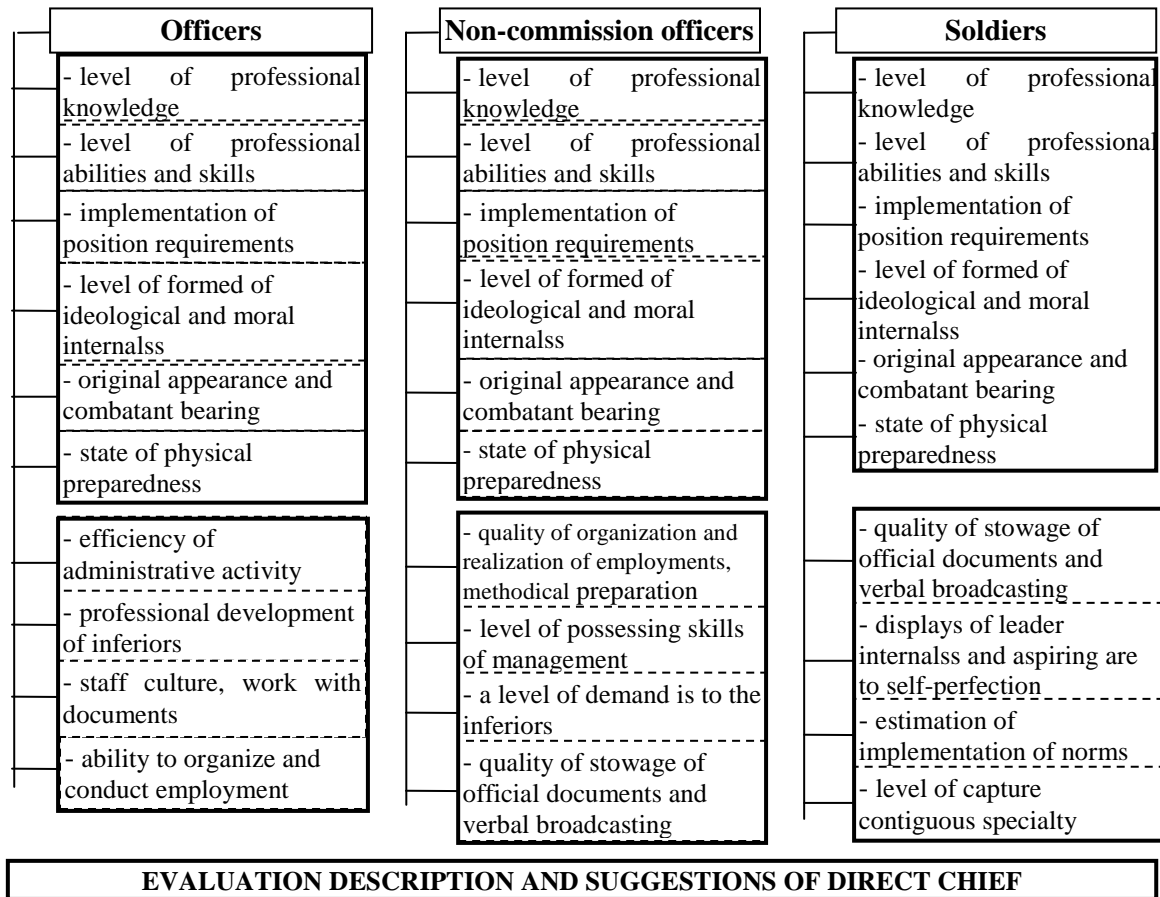 Officers
- level of professional
knowledge
- level of professional
abilities and skills
- implementation of
position requirements
- level of formed of
ideological and moral
internalss
- original appearance and
combatant bearing
- state of physical
preparedness
- efficiency of
administrative activity
- professional development
of inferiors
- staff culture, work with
documents
- ability to organize and
conduct employment
Non-commission officers
- level of professional
knowledge
- level of professional
abilities and skills
- implementation of
position requirements
- level of formed of
ideological and moral
internalss
- original appearance and
combatant bearing
- state of physical
preparedness
- quality of organization and
realization of employments,
methodical preparation
- level of possessing skills
of management
- a level of demand is to the
inferiors
- quality of stowage of
official documents and
verbal broadcasting
Soldiers
- level of professional
knowledge
- level of professional
abilities and skills
- implementation of
position requirements
- level of formed of
ideological and moral
internalss
- original appearance and
combatant bearing
- state of physical
preparedness
- quality of stowage of
official documents and
verbal broadcasting
- displays of leader
internalss and aspiring are
to self-perfection
- estimation of
implementation of norms
- level of capture
contiguous specialty
EVALUATION DESCRIPTION AND SUGGESTIONS OF DIRECT CHIEF